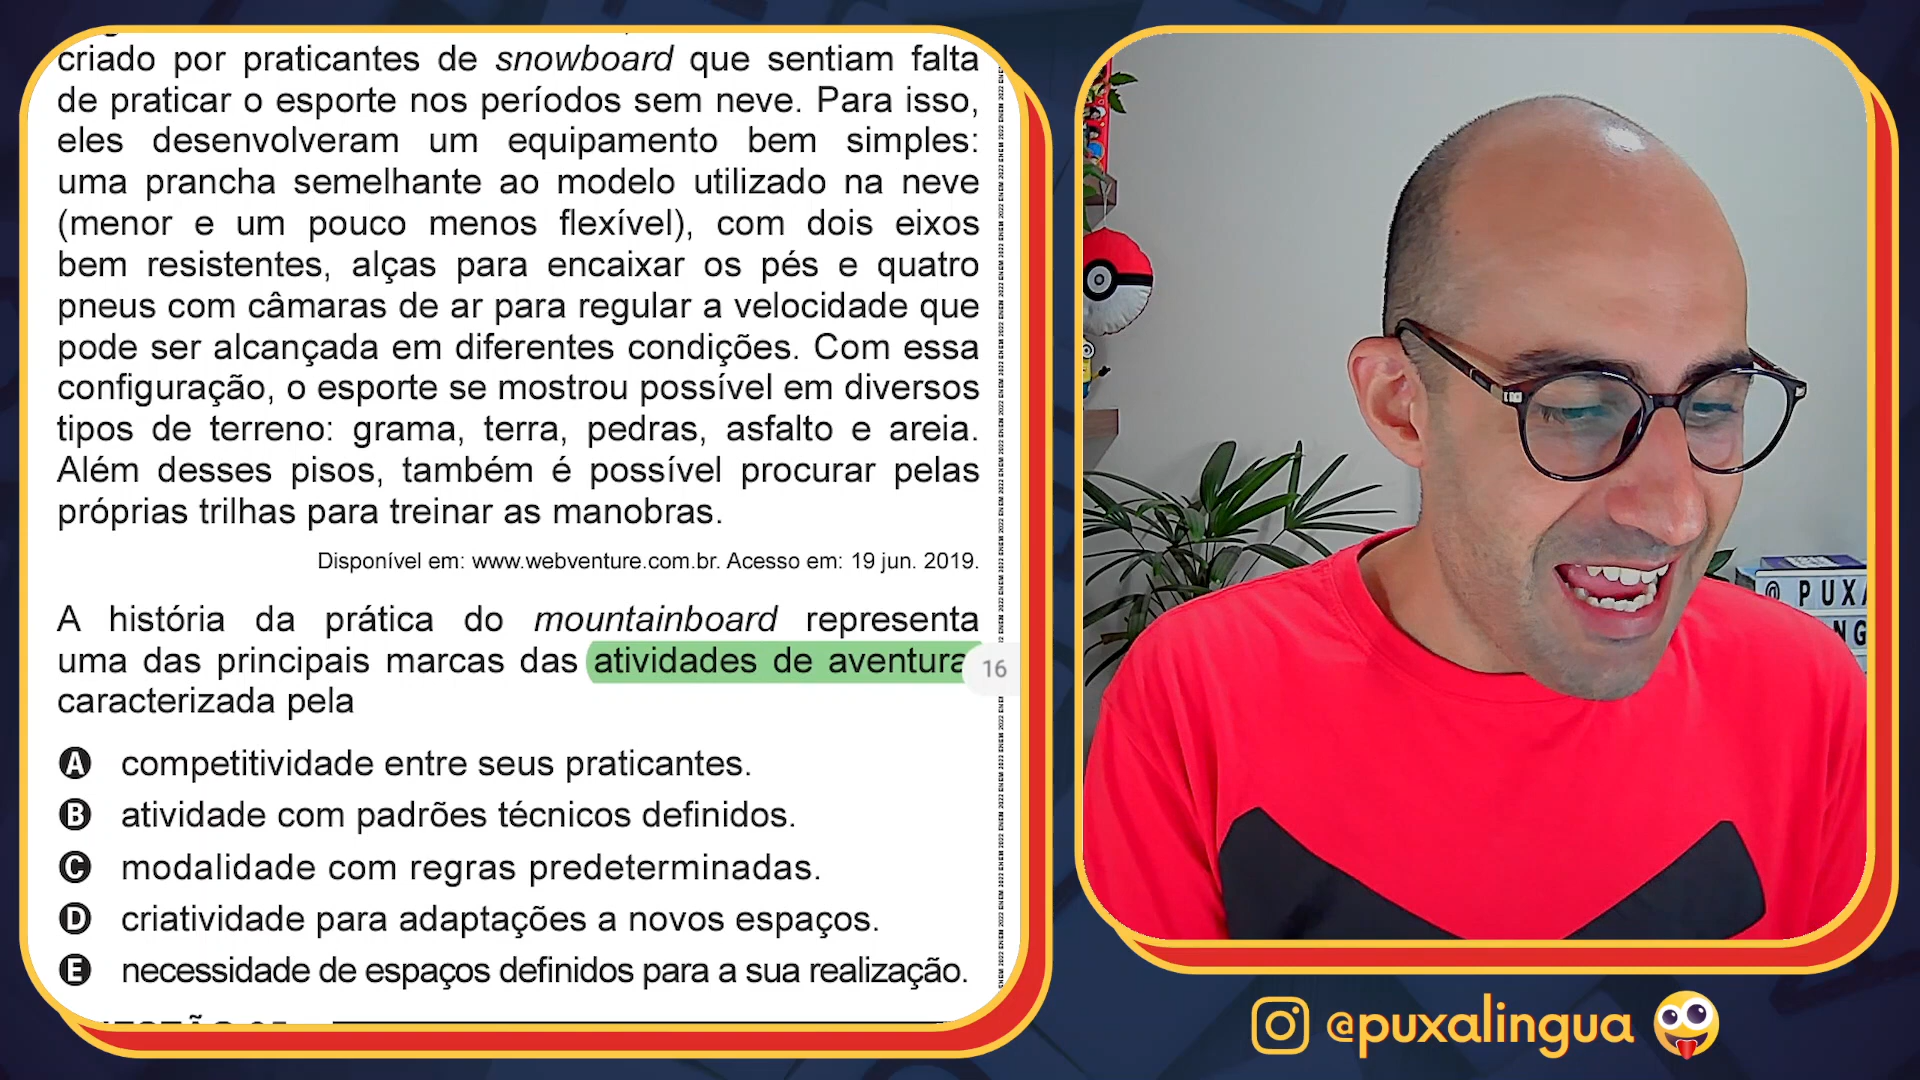 criado por praticantes de snowboard que sentiam falta
de praticar o esporte nos períodos sem neve. Para isso,
eles desenvolveram um equipamento bem simples:
uma prancha semelhante ao modelo utilizado na neve
(menor e um pouco menos flexível), com dois eixos
bem resistentes, alças para encaixar os pés e quatro
pneus com câmaras de ar para regular a velocidade que
pode ser alcançada em diferentes condições. Com essa
configuração, o esporte se mostrou possível em diversos
tipos de terreno: grama, terra, pedras, asfalto e areia.
Além desses pisos, também é possível procurar pelas
próprias trilhas para treinar as manobras.
Disponível em: www.webventure.com.br. Acesso em: 19 jun. 2019.
A história da prática do mountainboard representa
uma das principais marcas das atividades de aventura
caracterizada pela
16
A competitividade entre seus praticantes.
B atividade com padrões técnicos definidos.
C modalidade com regras predeterminadas.
D criatividade para adaptações a novos espaços.
E necessidade de espaços definidos para a sua realização.
@ PUXA
NG
@puxalingua